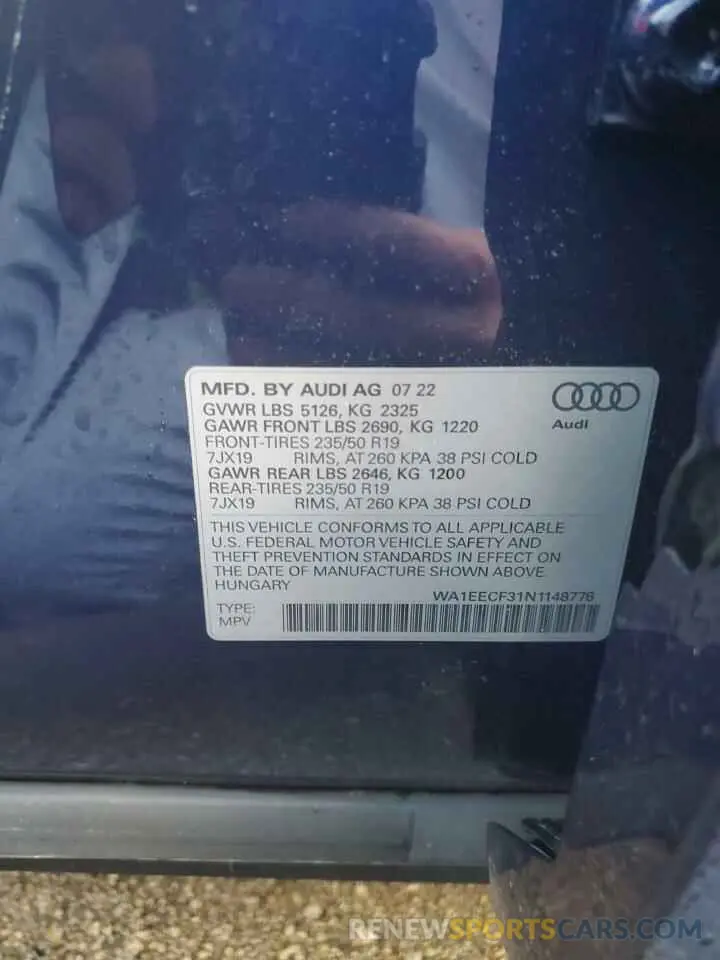 MFD. BY AUDI AG 07 22
GVWR LBS 5126, KG 2325
GAWR FRONT LBS 2690, KG 1220
FRONT-TIRES 235/50 R19
7JX19 RIMS, AT 260 KPA 38 PSI COLD
GAWR REAR LBS 2646, KG 1200
REAR-TIRES 235/50 R19
7JX19 RIMS, AT 260 KPA 38 PSI COLD
Audi
THIS VEHICLE CONFORMS TO ALL APPLICABLE
U.S. FEDERAL MOTOR VEHICLE SAFETY AND
THEFT PREVENTION STANDARDS IN EFFECT ON
THE DATE OF MANUFACTURE SHOWN ABOVE.
HUNGARY
WA1EECF31N1148776
TYPE:
MPV
RENEWSPORTSCARS.COM